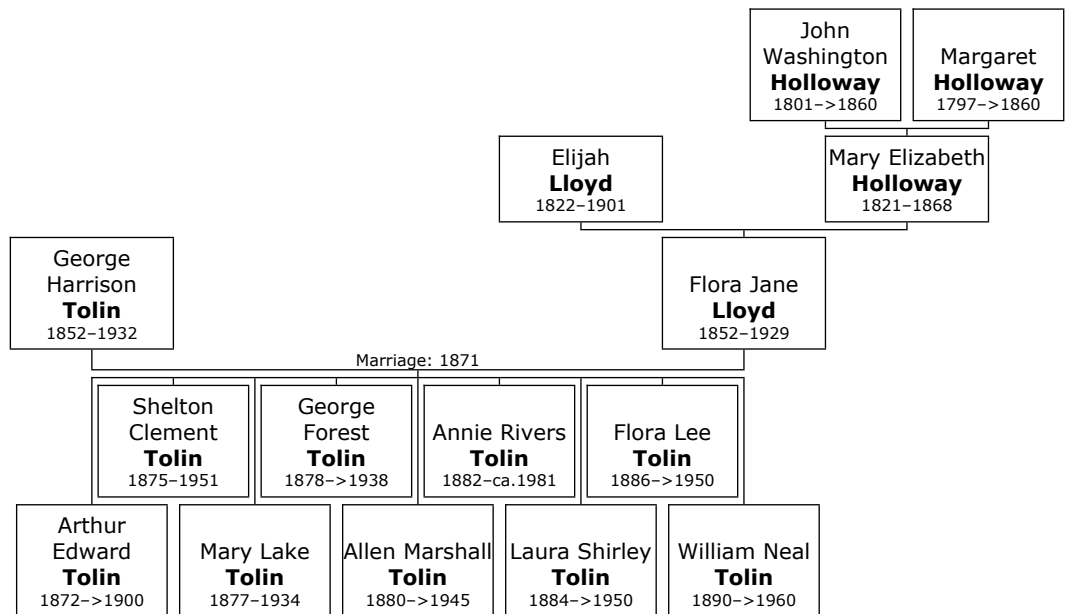 John
Washington
Holloway
1801–>1860
Margaret
Holloway
1797–>1860
Elijah
Lloyd
1822–1901
Mary Elizabeth
Holloway
1821–1868
George
Harrison
Tolin
1852–1932
Flora Jane
Lloyd
1852–1929
Marriage: 1871
Shelton
Clement
Tolin
1875–1951
George
Forest
Tolin
1878–>1938
Annie Rivers
Tolin
1882–ca.1981
Flora Lee
Tolin
1886–>1950
Arthur
Edward
Tolin
1872–>1900
Mary Lake
Tolin
1877–1934
Allen Marshall
Tolin
1880–>1945
Laura Shirley
Tolin
1884–>1950
William Neal
Tolin
1890–>1960